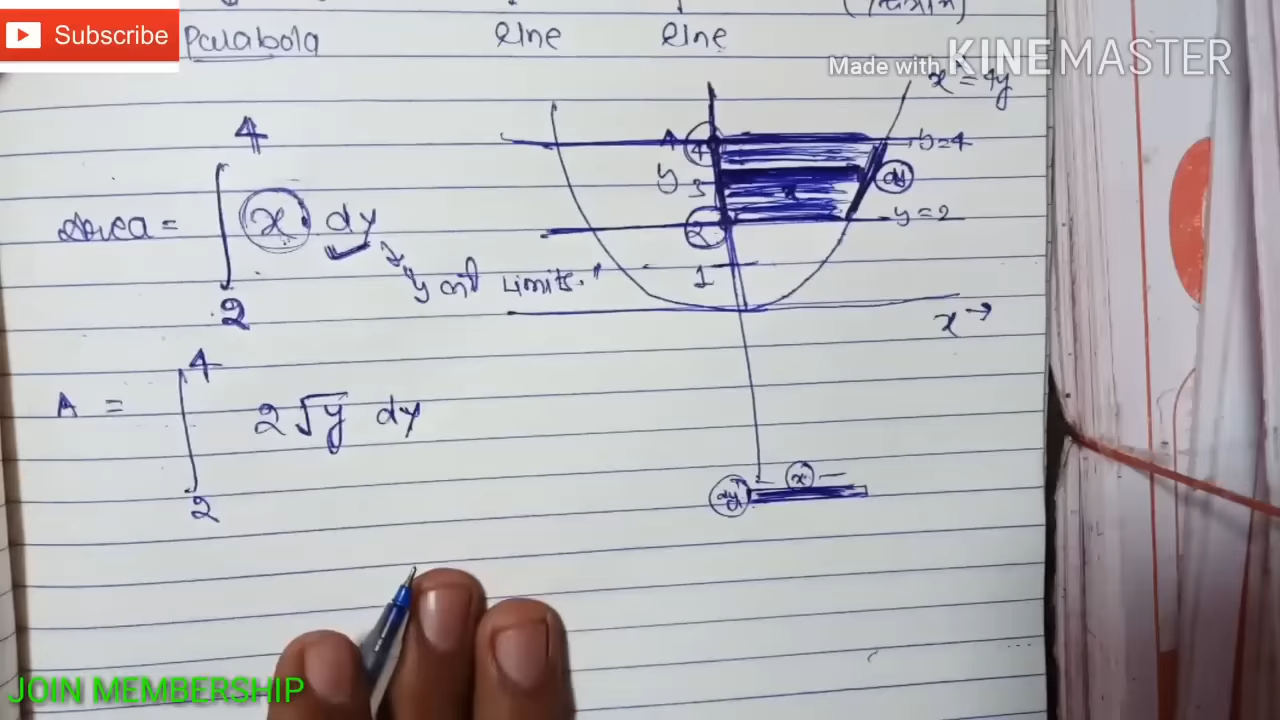 Subscribe
Parabola line line
Made with KINEMASTER
x² = 4y
4
4 y=4
y 3 x dy
Area = ∫ x. dy
2 y = 2
y की Limits.
1
2
x →
4
A = ∫ 2√y dy
2
x
dy
JOIN MEMBERSHIP